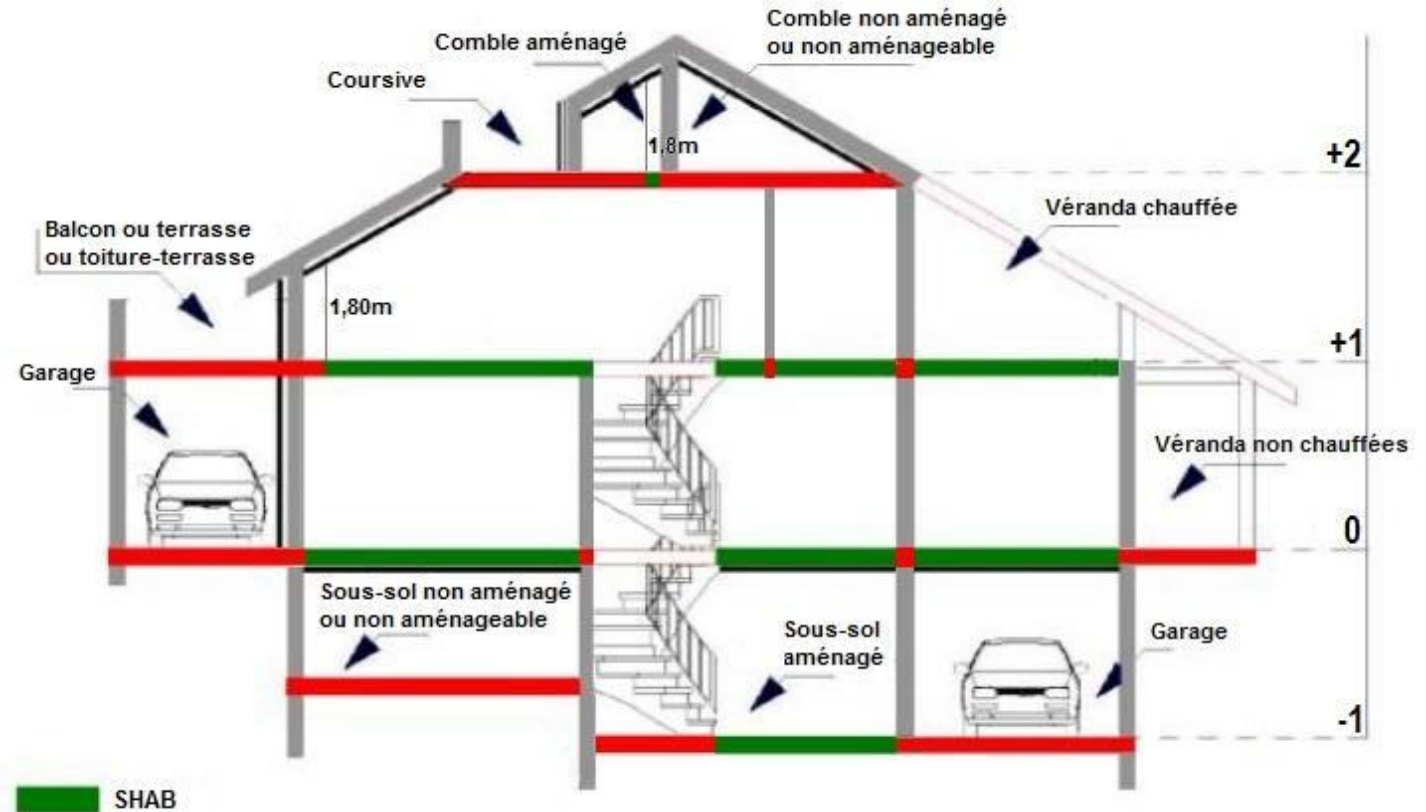 Comble non aménagé
ou non aménageable
Comble aménagé
Coursive
1,8m
+2
Véranda chauffée
Balcon ou terrasse
ou toiture-terrasse
1,80m
+1
Garage
Véranda non chauffées
0
Sous-sol non aménagé
ou non aménageable
Sous-sol
aménagé
Garage
-1
SHAB